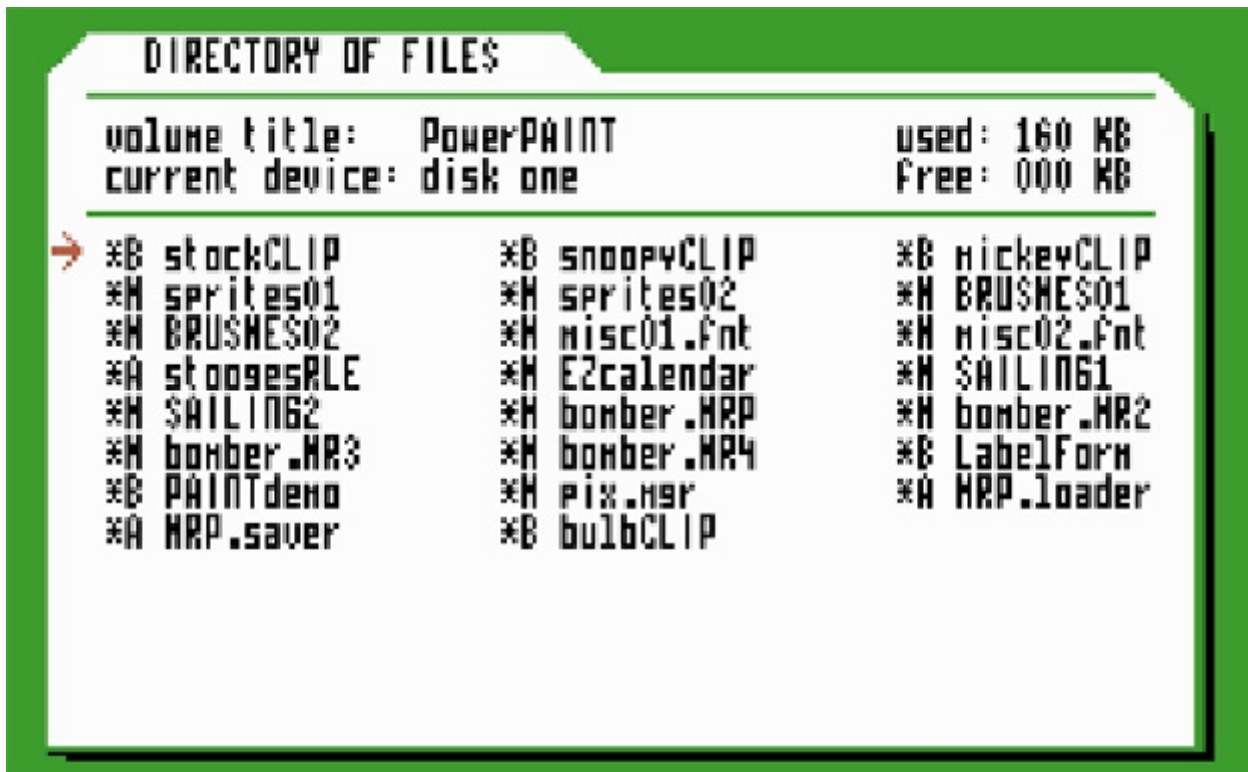 DIRECTORY OF FILES
volume title: PowerPAINT used: 160 KB
current device: disk one free: 000 KB
*B stockCLIP *B snoopyCLIP *B mickeyCLIP
*M sprites01 *M sprites02 *M BRUSHES01
*M BRUSHES02 *M misc01.fnt *M misc02.fnt
*A stoogesRLE *M EZcalendar *M SAILING1
*M SAILING2 *M bomber.MRP *M bomber.MR2
*M bomber.MR3 *M bomber.MR4 *B LabelForm
*B PAINTdemo *M pix.mgr *A MRP.loader
*A MRP.saver *B bulbCLIP